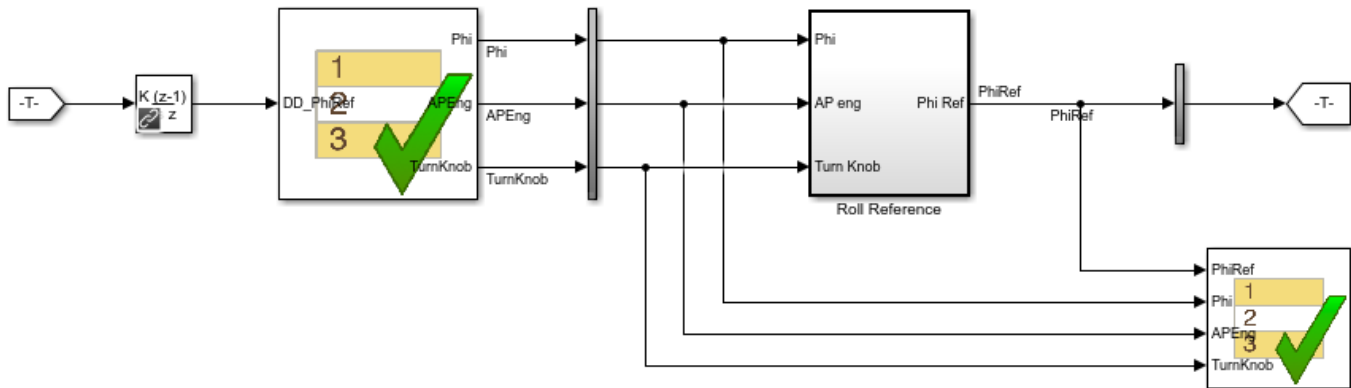 -T-
K (z-1)
z
DD_PhiRef
1
2
3
Phi
APEng
TurnKnob
Phi
APEng
TurnKnob
Phi
AP eng
Turn Knob
Phi Ref
Roll Reference
PhiRef
PhiRef
-T-
PhiRef
Phi
APEng
TurnKnob
1
2
3